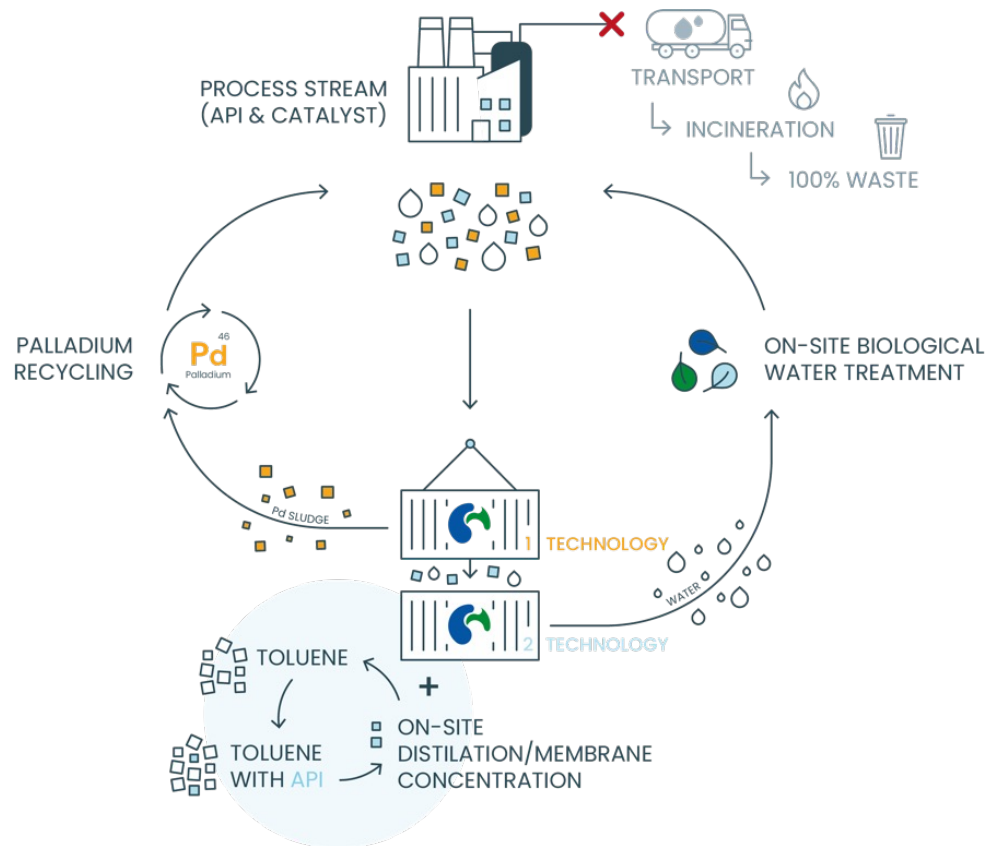 PROCESS STREAM
(API & CATALYST)
TRANSPORT
INCINERATION
100% WASTE
PALLADIUM
RECYCLING
46
Pd
Palladium
ON-SITE BIOLOGICAL
WATER TREATMENT
Pd SLUDGE
1 TECHNOLOGY
WATER
2 TECHNOLOGY
TOLUENE
+
ON-SITE
DISTILATION/MEMBRANE
CONCENTRATION
TOLUENE
WITH API